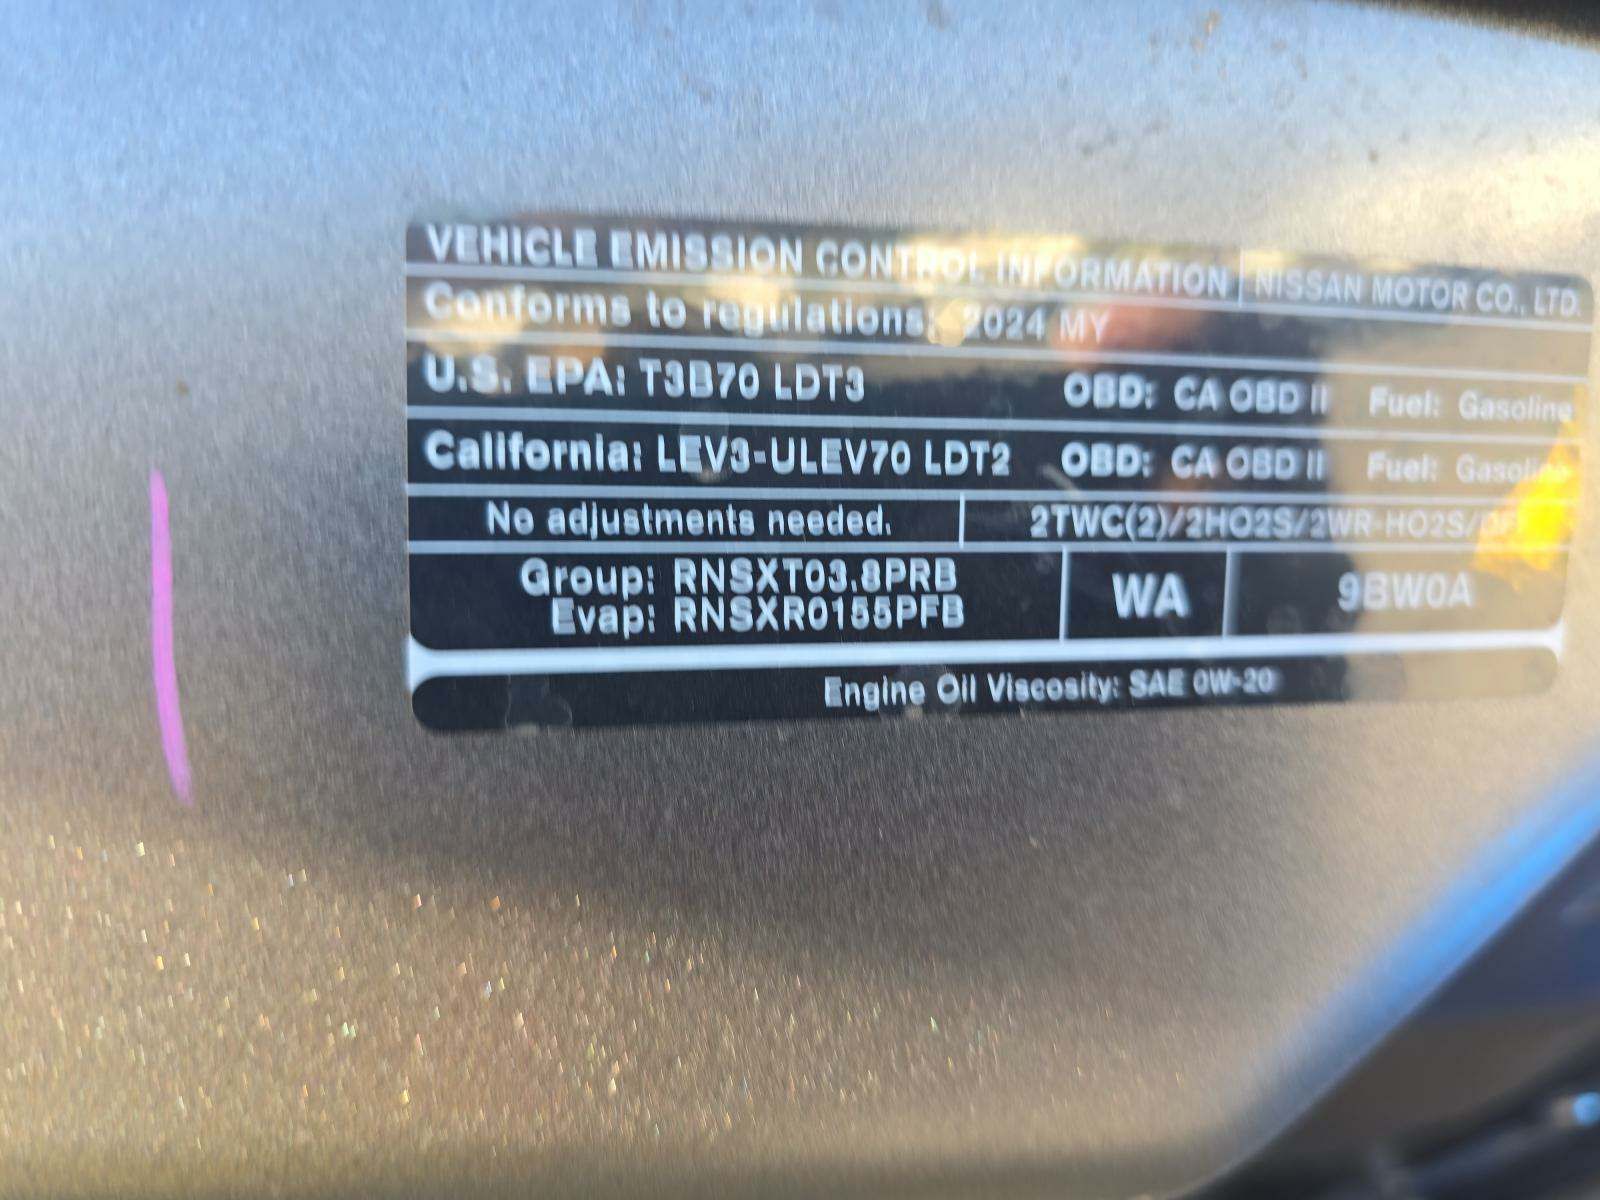 VEHICLE EMISSION CONTROL INFORMATION NISSAN MOTOR CO., LTD.
Conforms to regulations: 2024 MY
U.S. EPA: T3B70 LDT3 OBD: CA OBD II Fuel: Gasoline
California: LEV3-ULEV70 LDT2 OBD: CA OBD II Fuel: Gasoline
No adjustments needed. 2TWC(2)/2HO2S/2WR-HO2S/DFI
Group: RNSXT03.8PRB WA 9BW0A
Evap: RNSXR0155PFB
Engine Oil Viscosity: SAE 0W-20